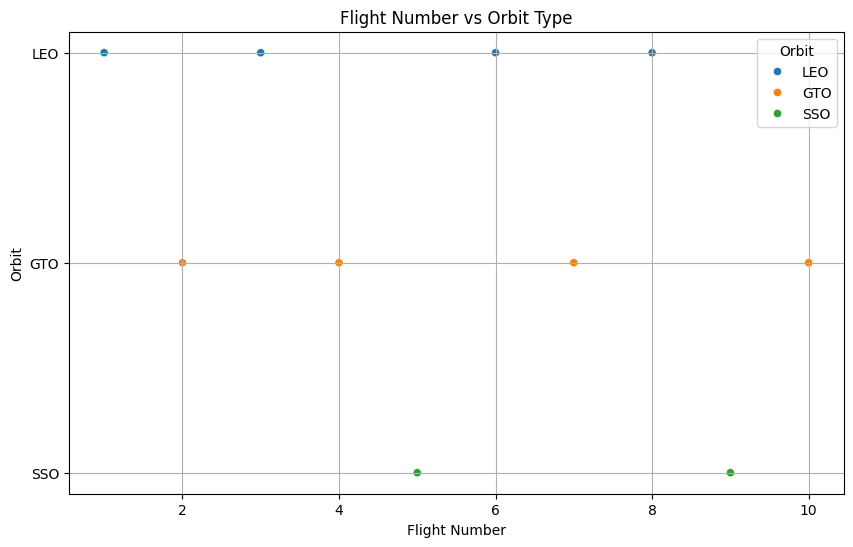 Flight Number vs Orbit Type
Orbit
LEO
GTO
SSO
LEO
GTO
SSO
Orbit
2 4 6 8 10
Flight Number